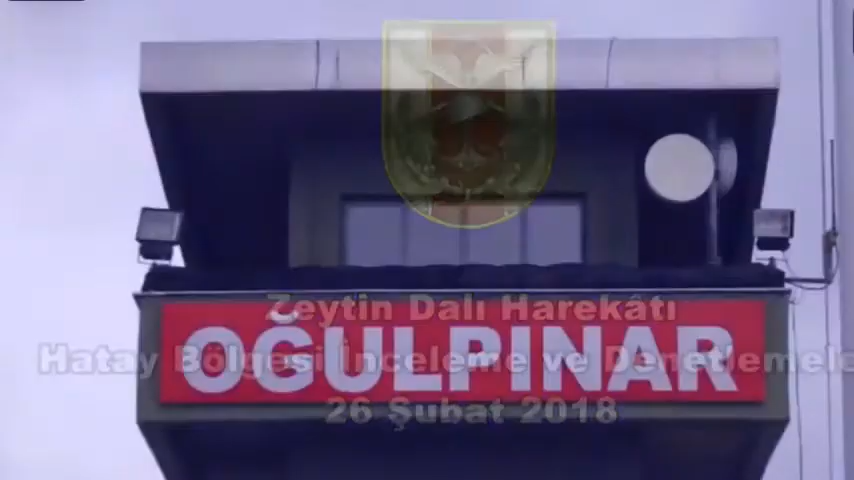 Zeytin Dalı Harekâtı
OĞULPINAR
Hatay Bölgesi İnceleme ve Denetlemele
26 Şubat 2018